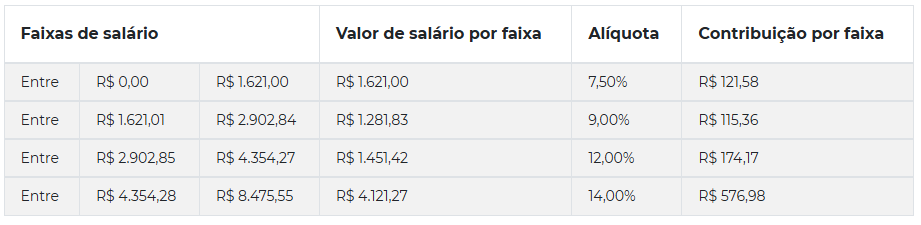 Faixas de salário Valor de salário por faixa Alíquota Contribuição por faixa
Entre R$ 0,00 R$ 1.621,00 R$ 1.621,00 7,50% R$ 121,58
Entre R$ 1.621,01 R$ 2.902,84 R$ 1.281,83 9,00% R$ 115,36
Entre R$ 2.902,85 R$ 4.354,27 R$ 1.451,42 12,00% R$ 174,17
Entre R$ 4.354,28 R$ 8.475,55 R$ 4.121,27 14,00% R$ 576,98